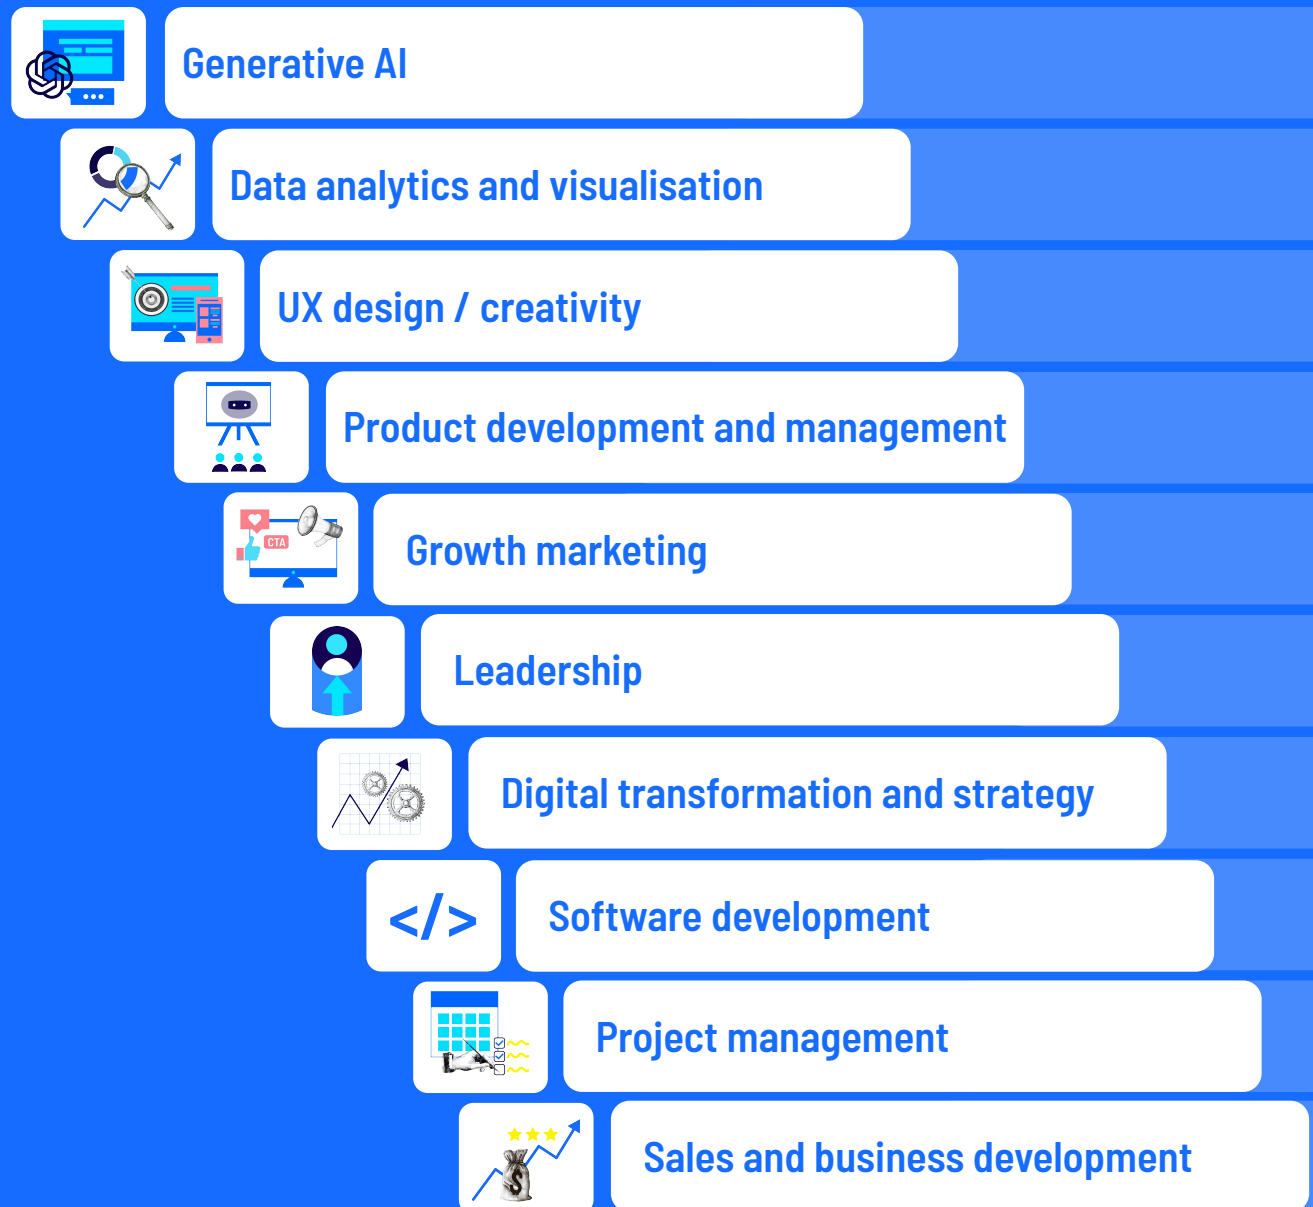 Generative AI
Data analytics and visualisation
UX design / creativity
Product development and management
Growth marketing
CTA
Leadership
Digital transformation and strategy
</>
Software development
Project management
$
Sales and business development